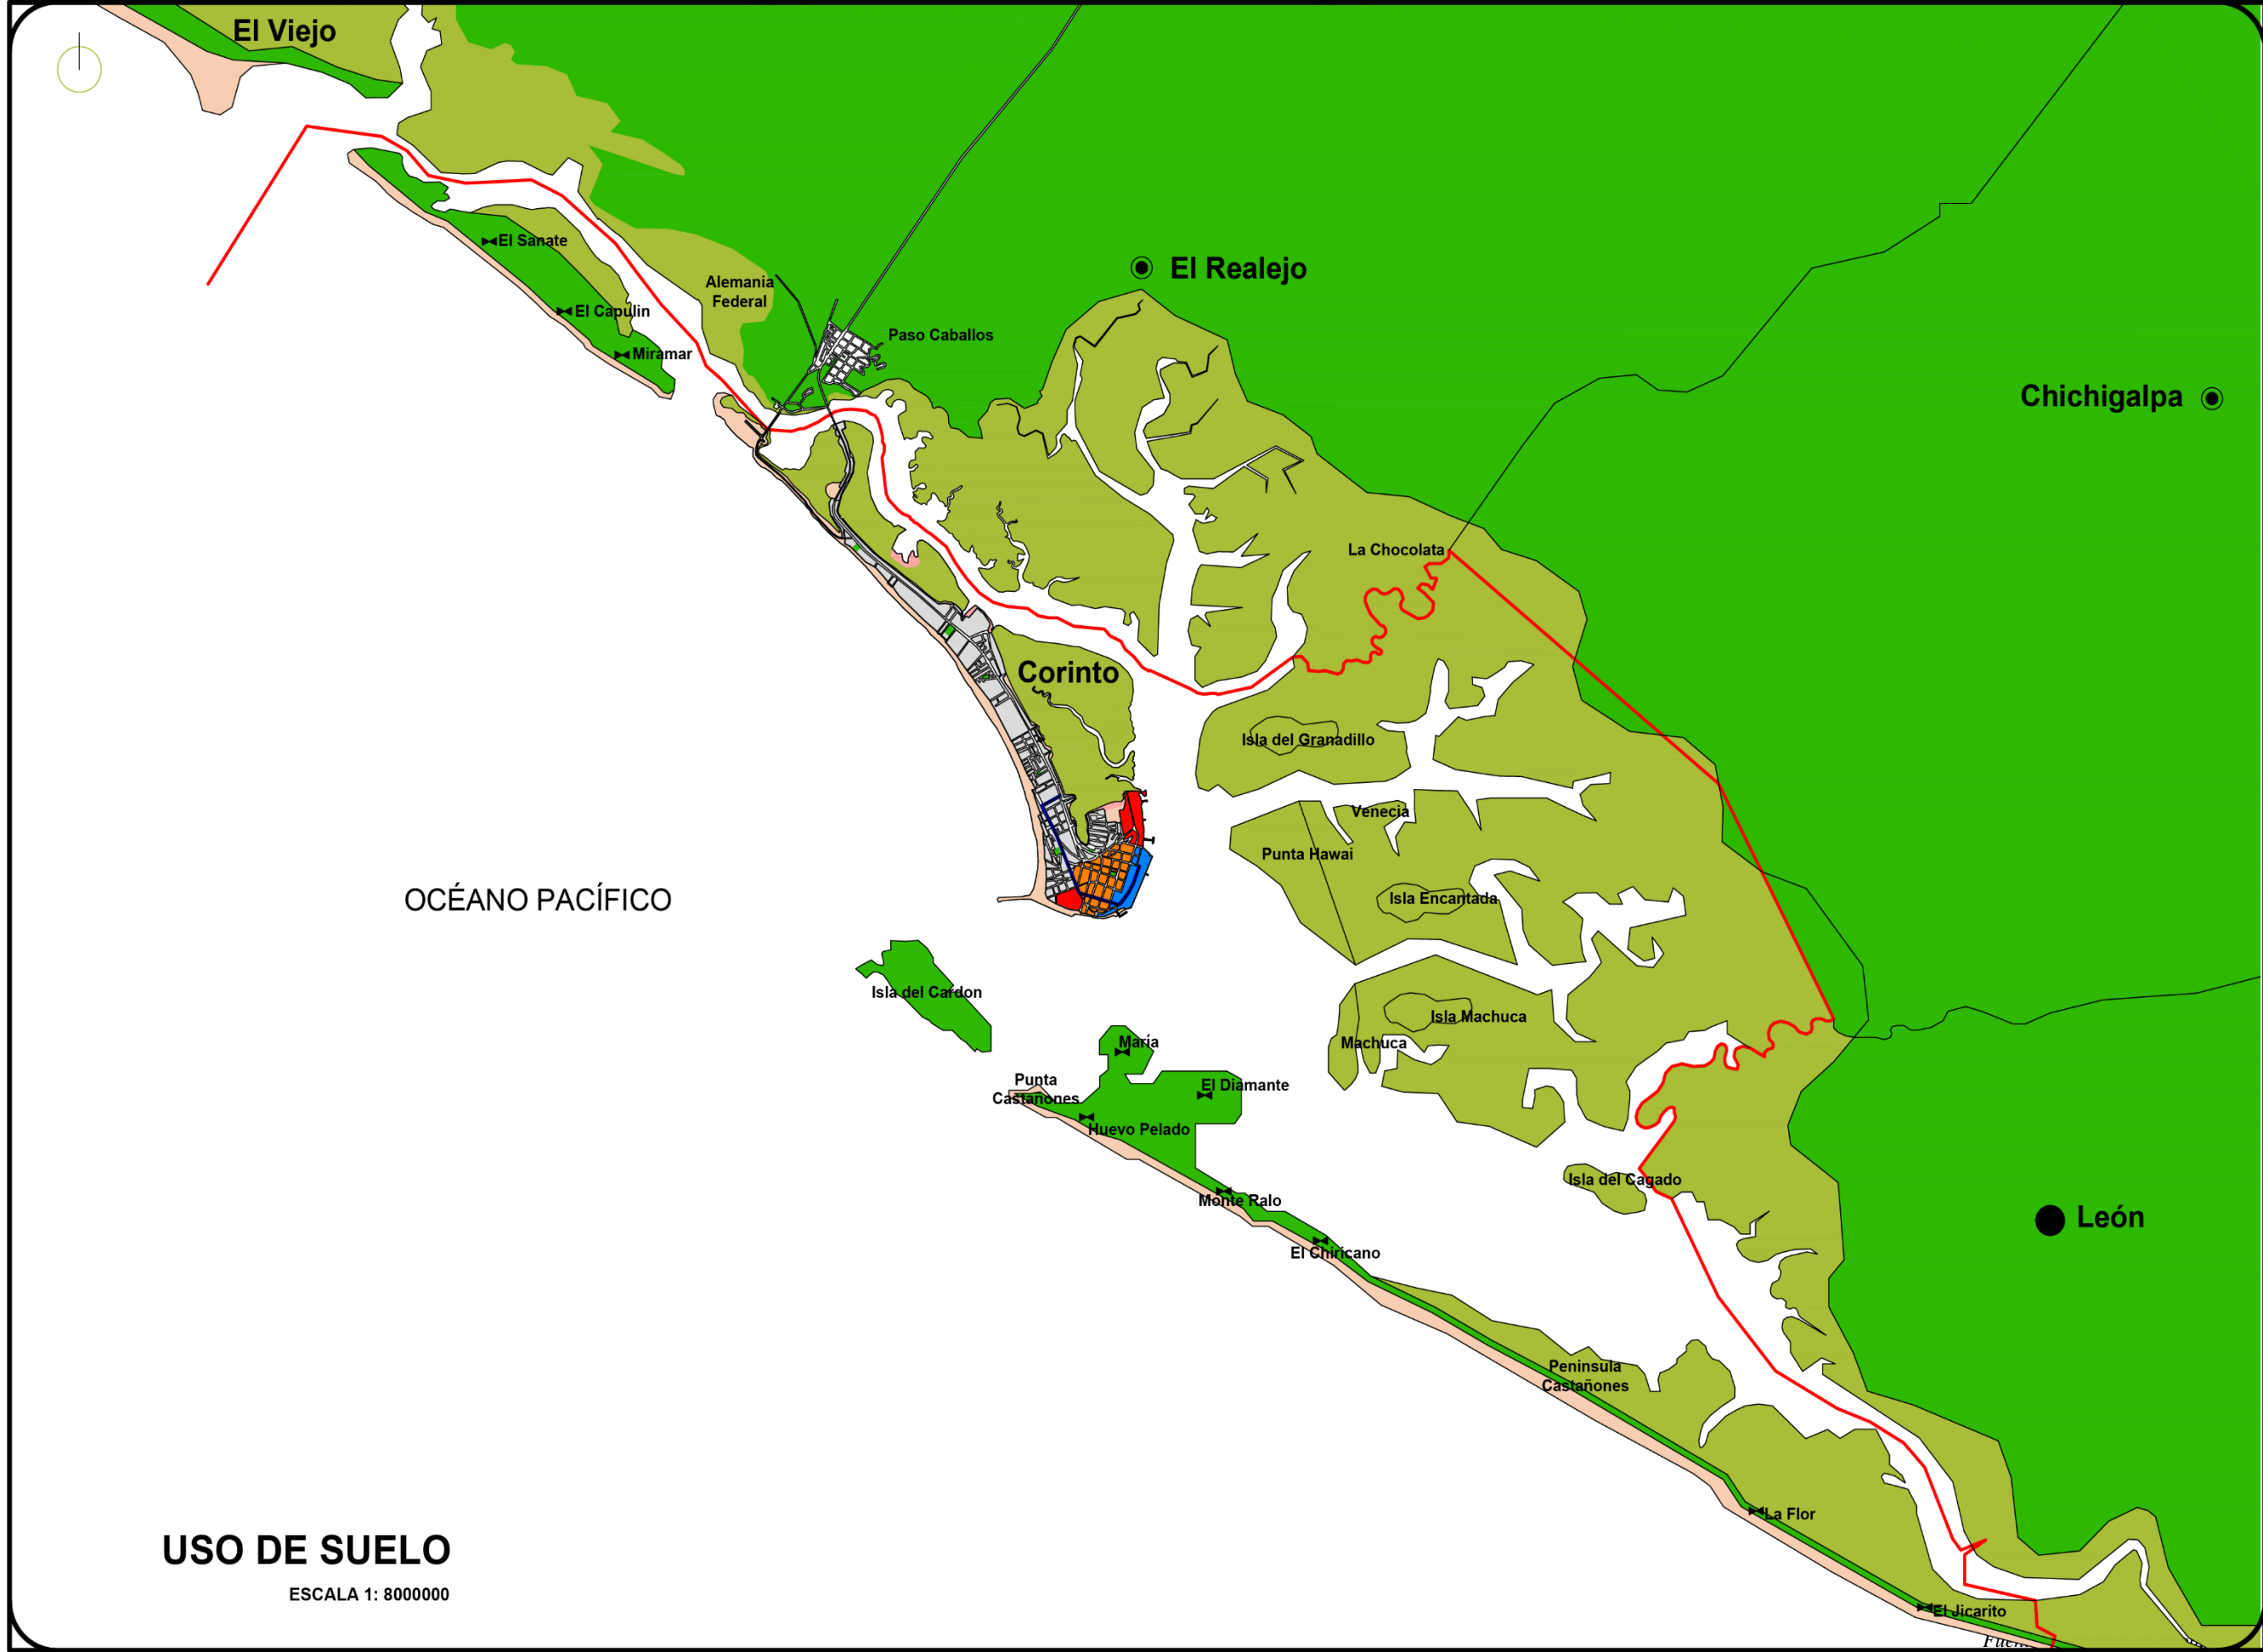 El Viejo
El Sanate
Alemania
Federal
El Realejo
El Capulin
Paso Caballos
Miramar
Chichigalpa
La Chocolata
Corinto
Isla del Granadillo
Venecia
Punta Hawai
OCÉANO PACÍFICO
Isla Encantada
Isla del Cardon
Isla Machuca
María
Machuca
Punta
Castañones
El Diamante
Huevo Pelado
Isla del Cagado
Monte Ralo
León
El Chiricano
Peninsula
Castañones
La Flor
USO DE SUELO
ESCALA 1: 8000000
El Jicarito